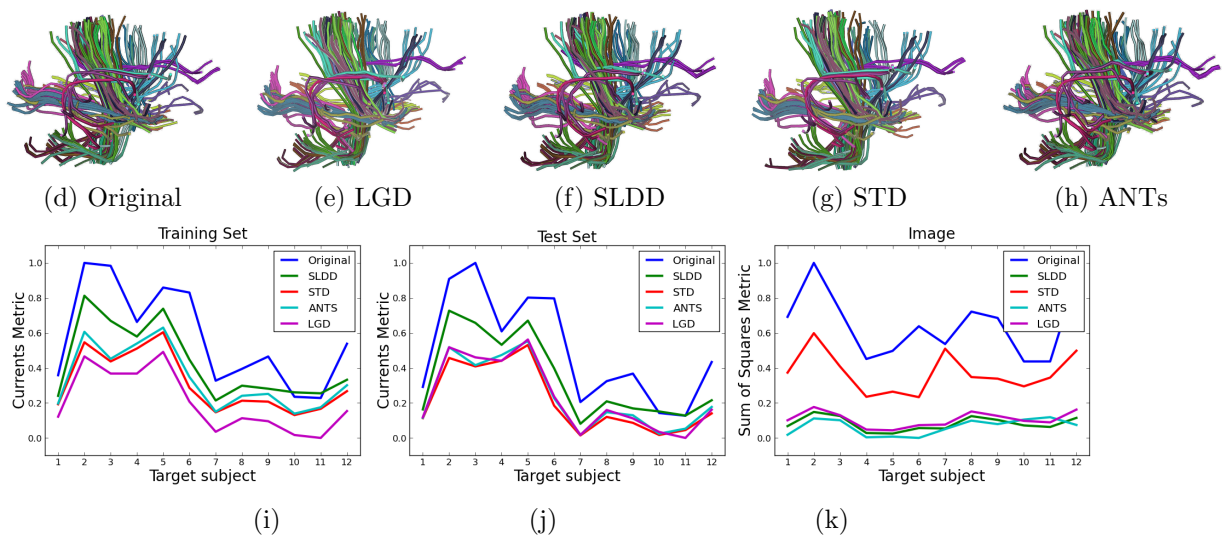 (d) Original
(e) LGD
(f) SLDD
(g) STD
(h) ANTs
Training Set
Currents Metric
1.0
0.8
0.6
0.4
0.2
0.0
Original
SLDD
STD
ANTS
LGD
1 2 3 4 5 6 7 8 9 10 11 12
Target subject
(i)
Test Set
Currents Metric
1.0
0.8
0.6
0.4
0.2
0.0
Original
SLDD
STD
ANTS
LGD
1 2 3 4 5 6 7 8 9 10 11 12
Target subject
(j)
Image
Sum of Squares Metric
1.0
0.8
0.6
0.4
0.2
0.0
Original
SLDD
STD
ANTS
LGD
1 2 3 4 5 6 7 8 9 10 11 12
Target subject
(k)